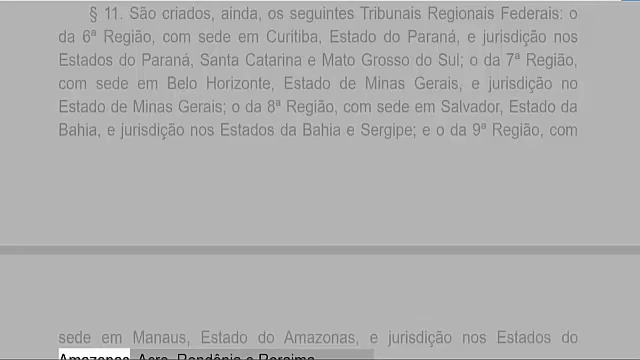 § 11. São criados, ainda, os seguintes Tribunais Regionais Federais: o
da 6ª Região, com sede em Curitiba, Estado do Paraná, e jurisdição nos
Estados do Paraná, Santa Catarina e Mato Grosso do Sul; o da 7ª Região,
com sede em Belo Horizonte, Estado de Minas Gerais, e jurisdição no
Estado de Minas Gerais; o da 8ª Região, com sede em Salvador, Estado da
Bahia, e jurisdição nos Estados da Bahia e Sergipe; e o da 9ª Região, com
sede em Manaus, Estado do Amazonas, e jurisdição nos Estados do
Amazonas, Acre, Rondônia e Roraima.